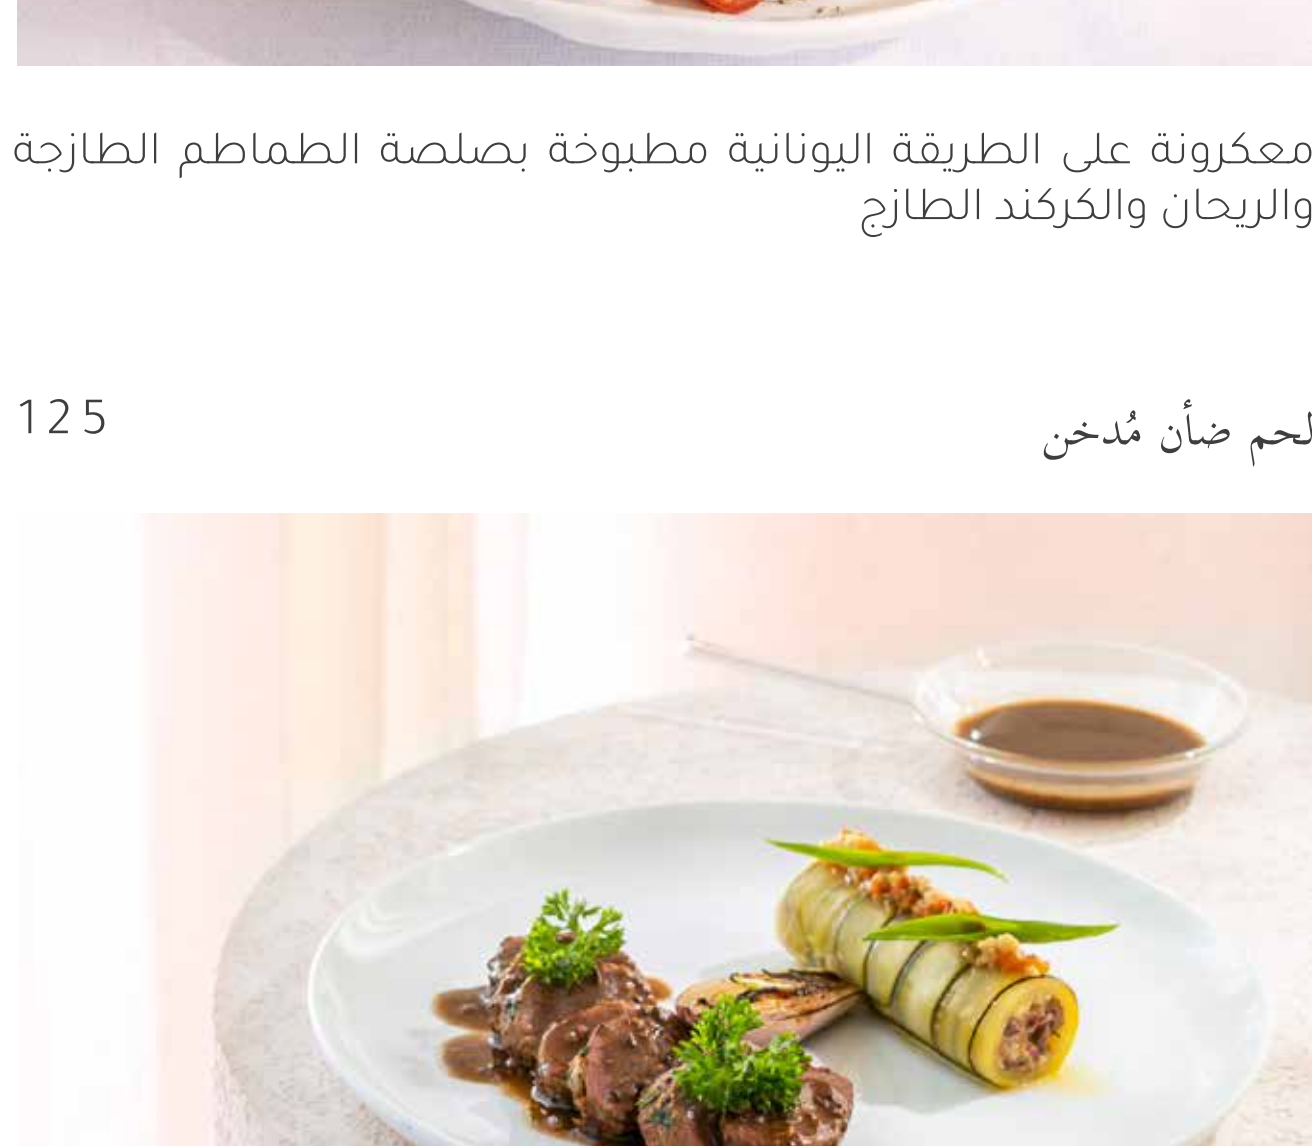 معكرونة على الطريقة اليونانية مطبوخة بصلصة الطماطم الطازجة
والريحان والكركند الطازج
لحم ضأن مُدخن
125